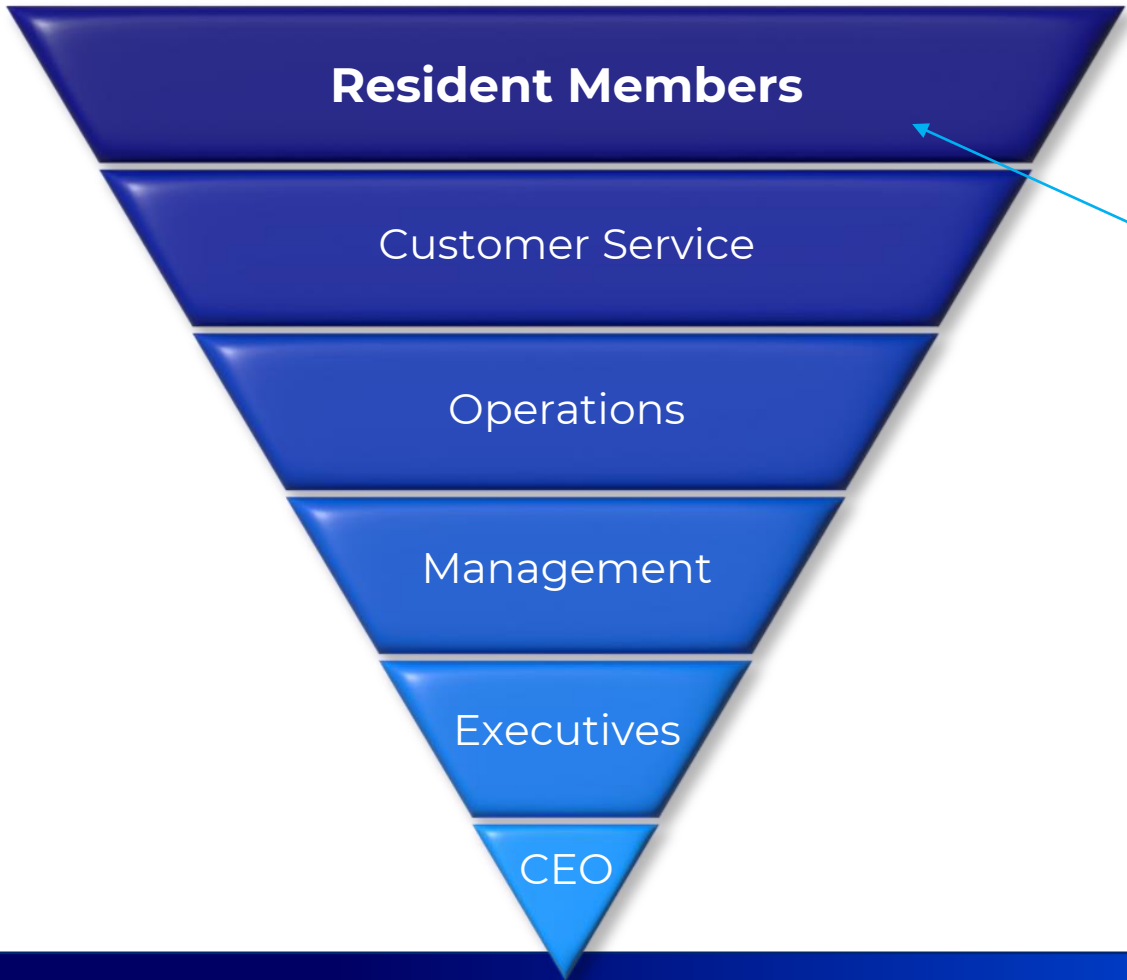 Resident Members
Customer Service
Operations
Management
Executives
CEO